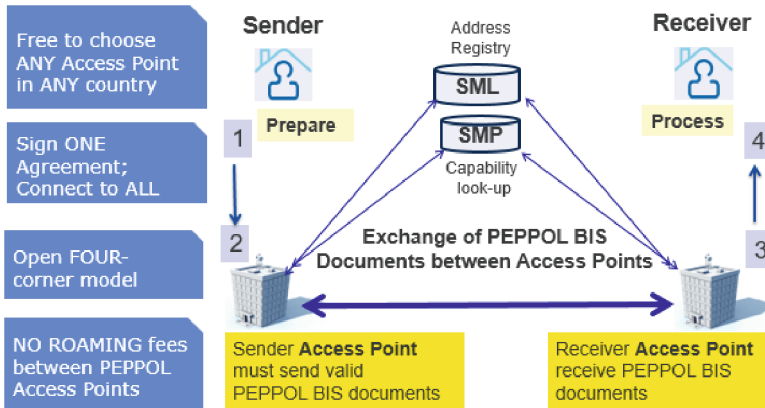 Free to choose
ANY Access Point
in ANY country
Sign ONE
Agreement;
Connect to ALL
Open FOUR-
corner model
NO ROAMING fees
between PEPPOL
Access Points
Sender
Prepare
1
2
Address
Registry
SML
SMP
Capability
look-up
Receiver
Process
4
3
Exchange of PEPPOL BIS
Documents between Access Points
Sender Access Point
must send valid
PEPPOL BIS documents
Receiver Access Point
receive PEPPOL BIS
documents